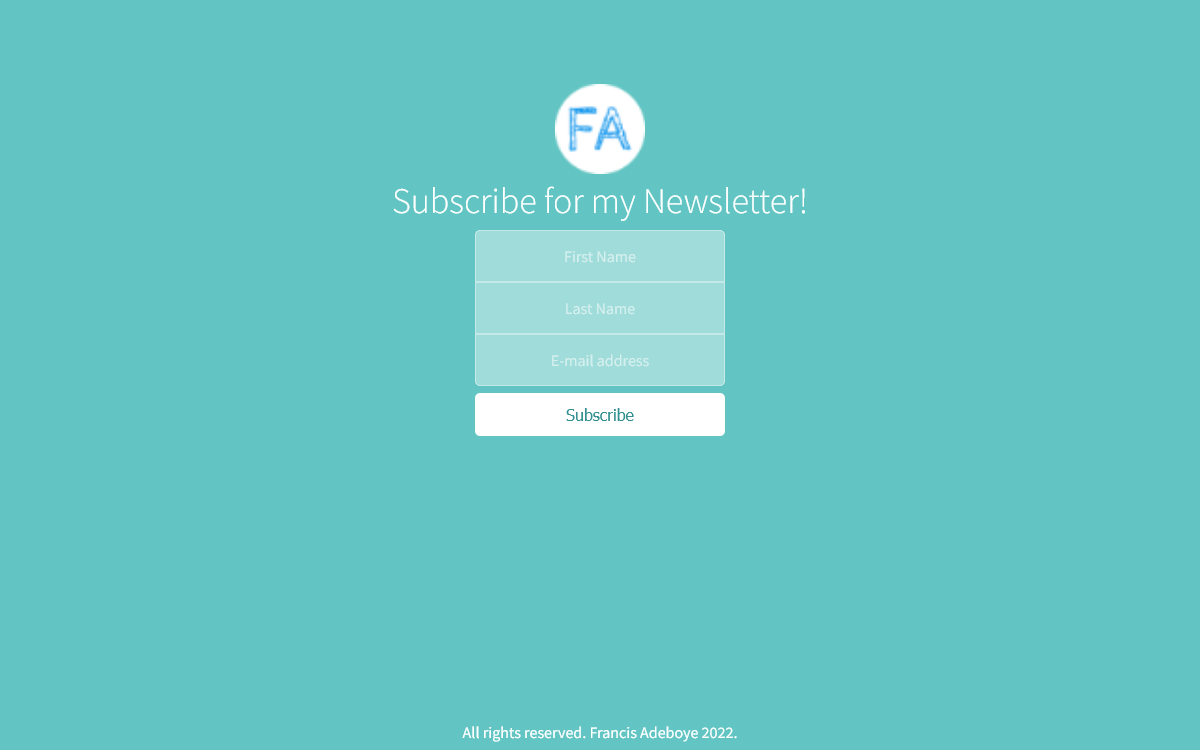 FA
Subscribe for my Newsletter!
First Name
Last Name
E-mail address
Subscribe
All rights reserved. Francis Adeboye 2022.